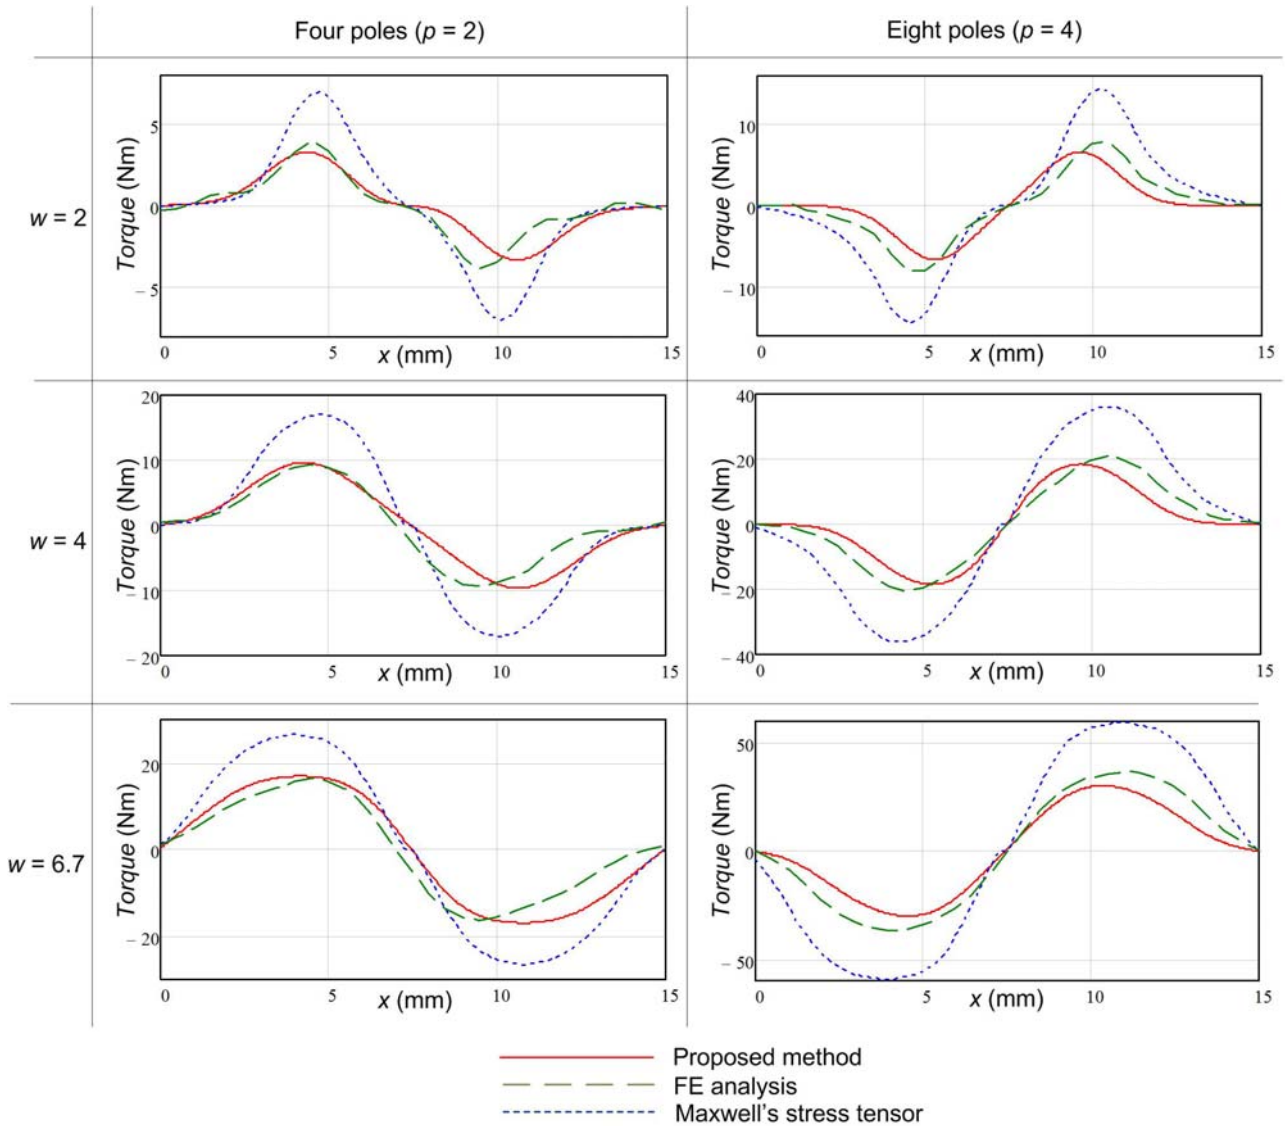 Four poles (p = 2)
Eight poles (p = 4)
w = 2
Torque (Nm)
5
0
– 5
0
5
10
15
x (mm)
Torque (Nm)
10
0
– 10
0
5
10
15
x (mm)
w = 4
Torque (Nm)
20
10
0
– 10
– 20
0
5
10
15
x (mm)
Torque (Nm)
40
20
0
– 20
– 40
0
5
10
15
x (mm)
w = 6.7
Torque (Nm)
20
0
– 20
0
5
10
15
x (mm)
Torque (Nm)
50
0
– 50
0
5
10
15
x (mm)
Proposed method
FE analysis
Maxwell's stress tensor